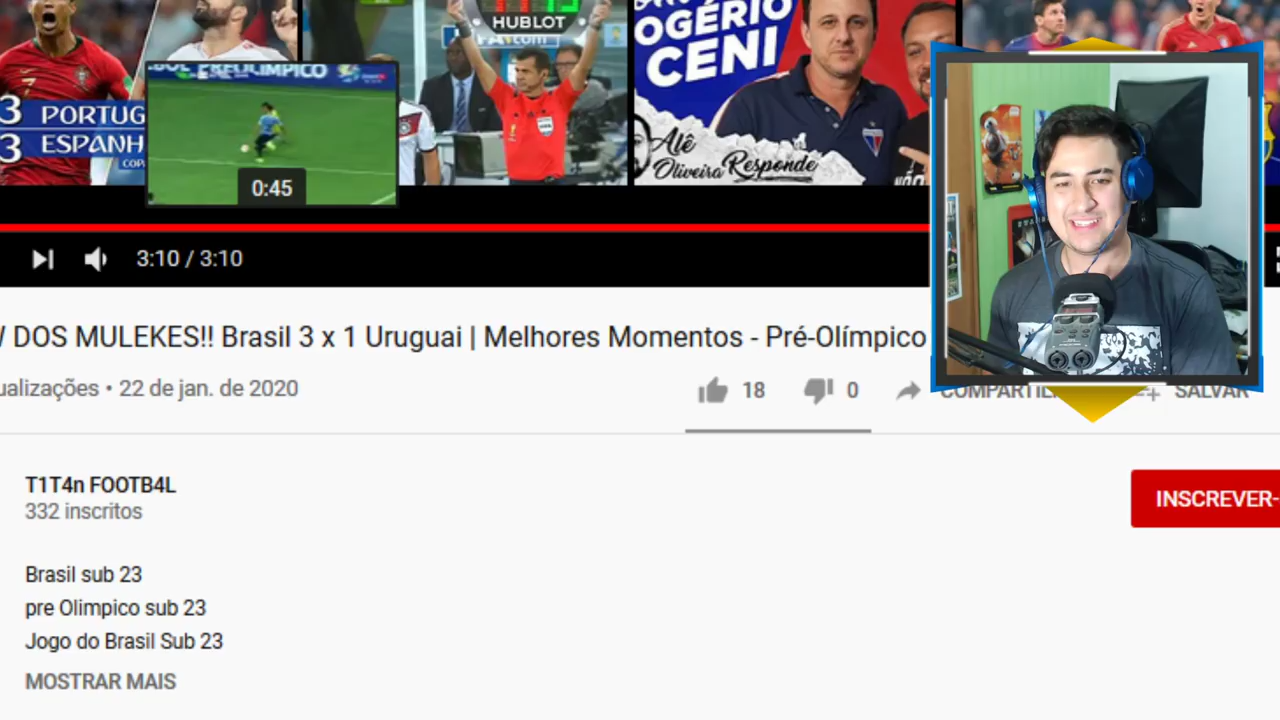 HUBLOT
OGÉRIO
CENI
3 PORTUG
3 ESPANH
COP
0:45
Alê
Oliveira Responde
3:10 / 3:10
DOS MULEKES!! Brasil 3 x 1 Uruguai | Melhores Momentos - Pré-Olímpico
ualizações • 22 de jan. de 2020
18
0
COMPARTIL
SALVAR
T1T4n FOOTB4L
332 inscritos
INSCREVER-
Brasil sub 23
pre Olimpico sub 23
Jogo do Brasil Sub 23
MOSTRAR MAIS